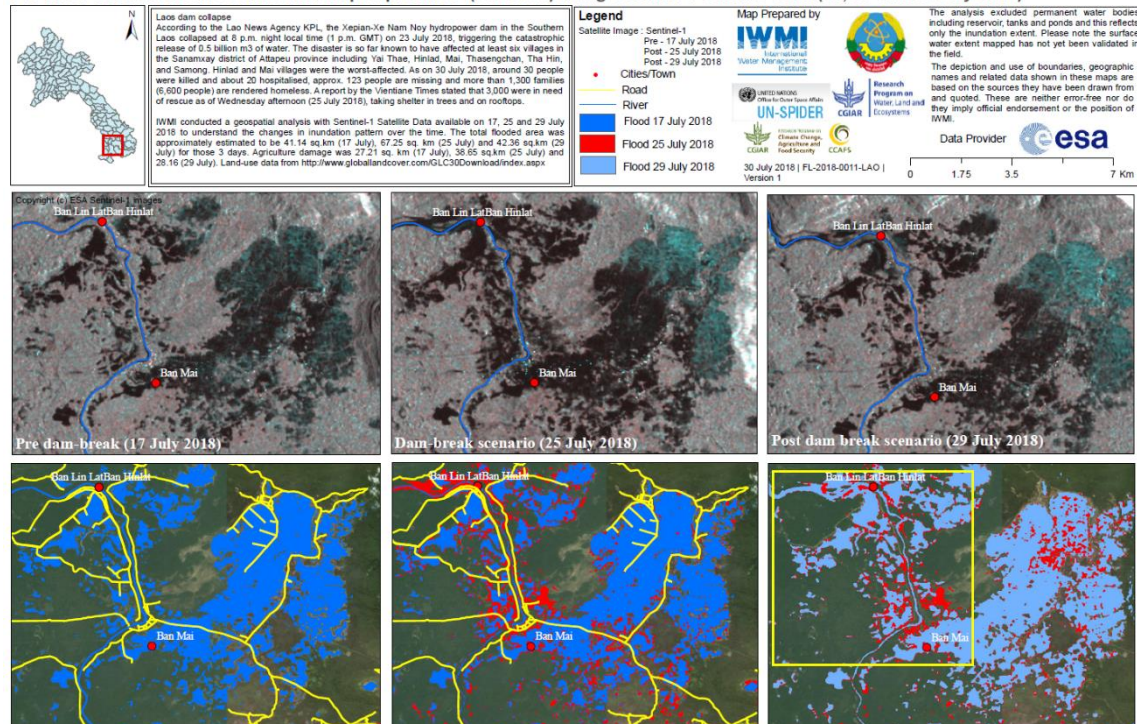 N
Laos dam collapse
According to the Lao News Agency KPL, the Xepian-Xe Nam Noy hydropower dam in the Southern
Laos collapsed at 8 p.m. night local time (1 p.m. GMT) on 23 July 2018, triggering the catastrophic
release of 0.5 billion m3 of water. The disaster is so far known to have affected at least six villages in
the Sanamxay district of Attapeu province including Yai Thae, Hinlad, Mai, Thasengchan, Tha Hin,
and Samong. Hinlad and Mai villages were the worst-affected. As on 30 July 2018, around 30 people
were killed and about 20 hospitalised, approx. 123 people are missing and more than 1,300 families
(6,600 people) are rendered homeless. A report by the Vientiane Times stated that 3,000 were in need
of rescue as of Wednesday afternoon (25 July 2018), taking shelter in trees and on rooftops.
IWMI conducted a geospatial analysis with Sentinel-1 Satellite Data available on 17, 25 and 29 July
2018 to understand the changes in inundation pattern over the time. The total flooded area was
approximately estimated to be 41.14 sq.km (17 July), 67.25 sq. km (25 July) and 42.36 sq.km (29
July) for those 3 days. Agriculture damage was 27.21 sq. km (17 July), 38.65 sq.km (25 July) and
28.16 (29 July). Land-use data from http://www.globallandcover.com/GLC30Download/index.aspx
Legend
Satellite Image : Sentinel-1
Pre - 17 July 2018
Post - 25 July 2018
Post - 29 July 2018
Cities/Town
Road
River
Flood 17 July 2018
Flood 25 July 2018
Flood 29 July 2018
Map Prepared by
IWMI
International
Water Management
Institute
UNITED NATIONS
Office for Outer Space Affairs
UN-SPIDER
CGIAR
RESEARCH PROGRAM ON
Climate Change,
Agriculture and
Food Security
CCAFS
CGIAR
Research
Program on
Water, Land and
Ecosystems
30 July 2018 | FL-2018-0011-LAO |
Version 1
The analysis excluded permanent water bodies
including reservoir, tanks and ponds and this reflects
only the inundation extent. Please note the surface
water extent mapped has not yet been validated in
the field.
The depiction and use of boundaries, geographic
names and related data shown in these maps are
based on the sources they have been drawn from
and quoted. These are neither error-free nor do
they imply official endorsement or the position of
IWMI.
Data Provider
esa
0 1.75 3.5 7 Km
Copyright (c) ESA Sentinel-1 images
Ban Lin LatBan Hinlat
Ban Mai
Pre dam-break (17 July 2018)
Ban Lin LatBan Hinlat
Ban Mai
Dam-break scenario (25 July 2018)
Ban Lin LatBan Hinlat
Ban Mai
Post dam break scenario (29 July 2018)
Ban Lin LatBan Hinlat
Ban Mai
Ban Lin LatBan Hinlat
Ban Mai
Ban Lin LatBan Hinlat
Ban Mai